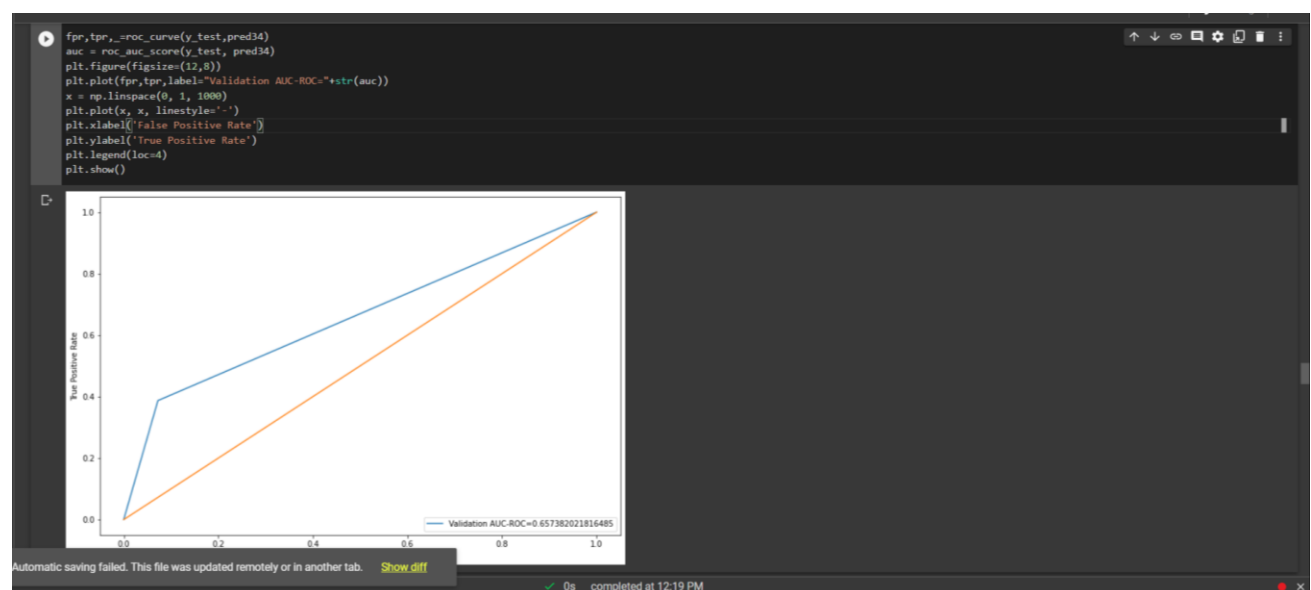 fpr,tpr,_=roc_curve(y_test,pred34)
auc = roc_auc_score(y_test, pred34)
plt.figure(figsize=(12,8))
plt.plot(fpr,tpr,label="Validation AUC-ROC="+str(auc))
x = np.linspace(0, 1, 1000)
plt.plot(x, x, linestyle='-')
plt.xlabel('False Positive Rate')
plt.ylabel('True Positive Rate')
plt.legend(loc=4)
plt.show()
1.0
0.8
0.6
0.4
0.2
0.0
True Positive Rate
Validation AUC-ROC=0.657382021816485
0.0 0.2 0.4 0.6 0.8 1.0
Automatic saving failed. This file was updated remotely or in another tab. Show diff
0s completed at 12:19 PM